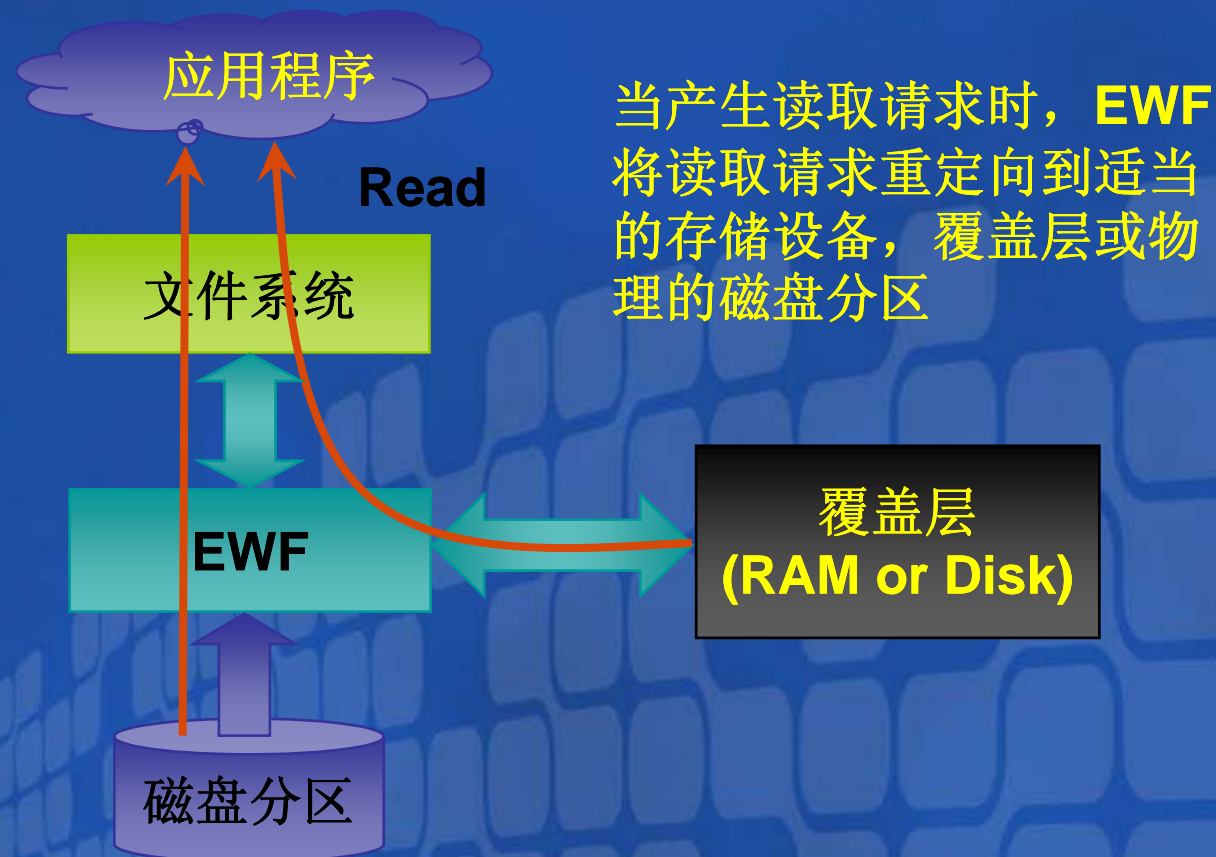 应用程序
Read
当产生读取请求时，EWF
将读取请求重定向到适当
的存储设备，覆盖层或物
理的磁盘分区
文件系统
EWF
覆盖层
(RAM or Disk)
磁盘分区